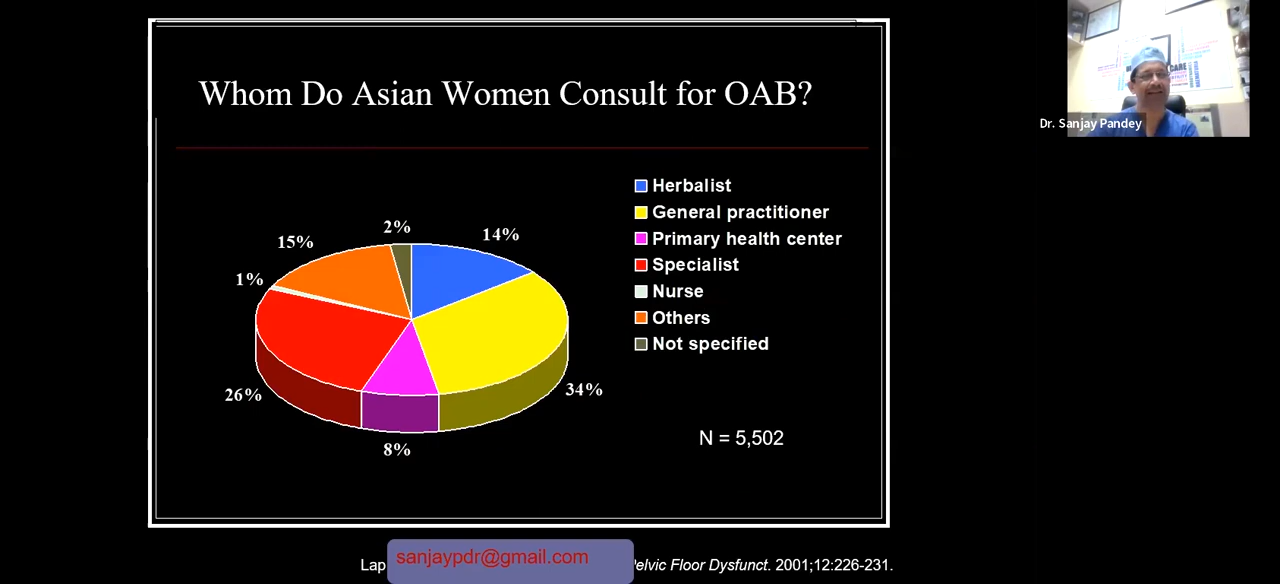 Whom Do Asian Women Consult for OAB?
Dr. Sanjay Pandey
Herbalist
General practitioner
Primary health center
Specialist
Nurse
Others
Not specified
2%
14%
15%
1%
34%
26%
8%
N = 5,502
Lap
sanjaypdr@gmail.com
Pelvic Floor Dysfunct. 2001;12:226-231.